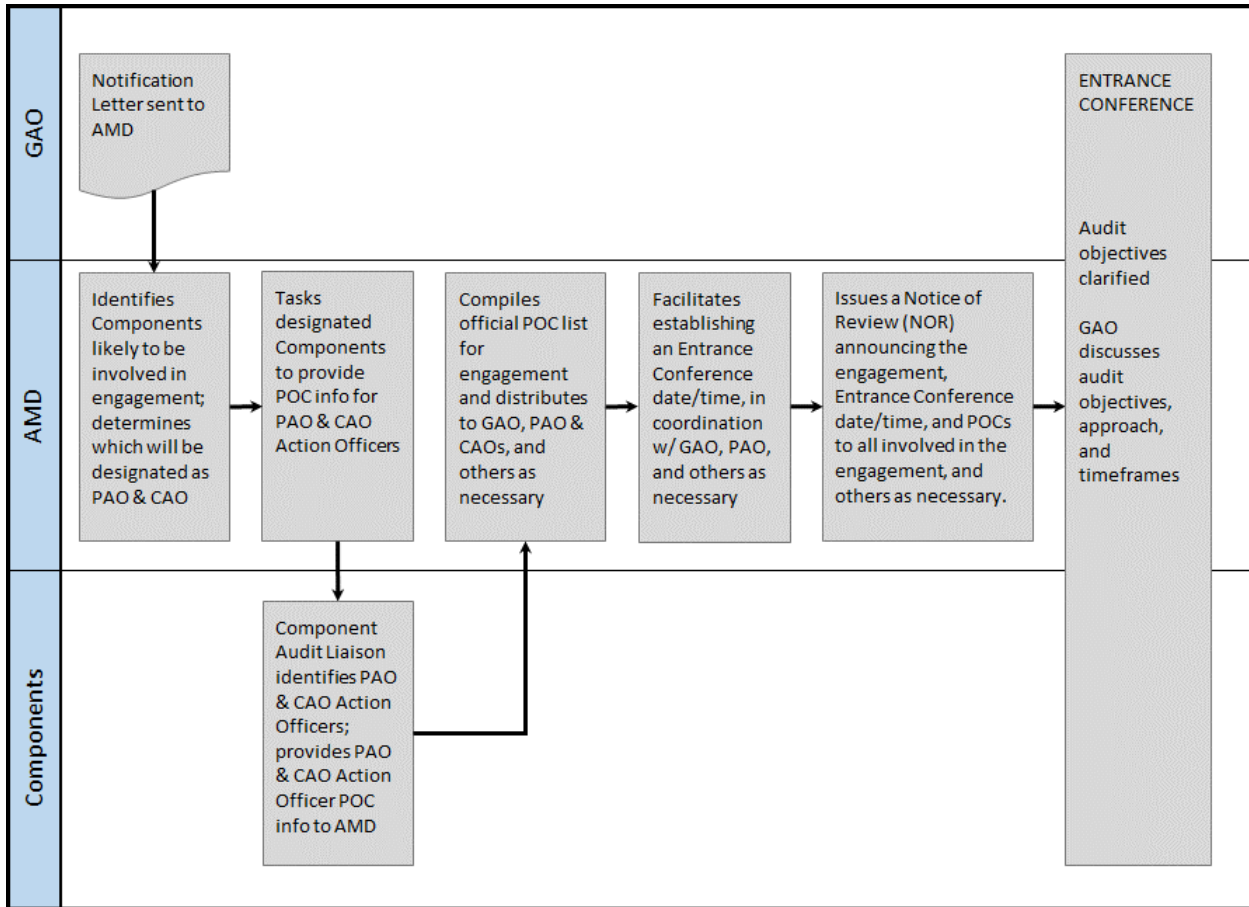 GAO
Notification
Letter sent to
AMD
ENTRANCE
CONFERENCE
Audit
objectives
clarified
GAO
discusses
audit
objectives,
approach,
and
timeframes
AMD
Identifies
Components
likely to be
involved in
engagement;
determines
which will be
designated as
PAO & CAO
Tasks
designated
Components
to provide
POC info for
PAO & CAO
Action Officers
Compiles
official POC list
for
engagement
and distributes
to GAO, PAO &
CAOs, and
others as
necessary
Facilitates
establishing
an Entrance
Conference
date/time, in
coordination
w/ GAO, PAO,
and others as
necessary
Issues a Notice of
Review (NOR)
announcing the
engagement,
Entrance Conference
date/time, and POCs
to all involved in the
engagement, and
others as necessary.
Components
Component
Audit Liaison
identifies PAO
& CAO Action
Officers;
provides PAO
& CAO Action
Officer POC
info to AMD